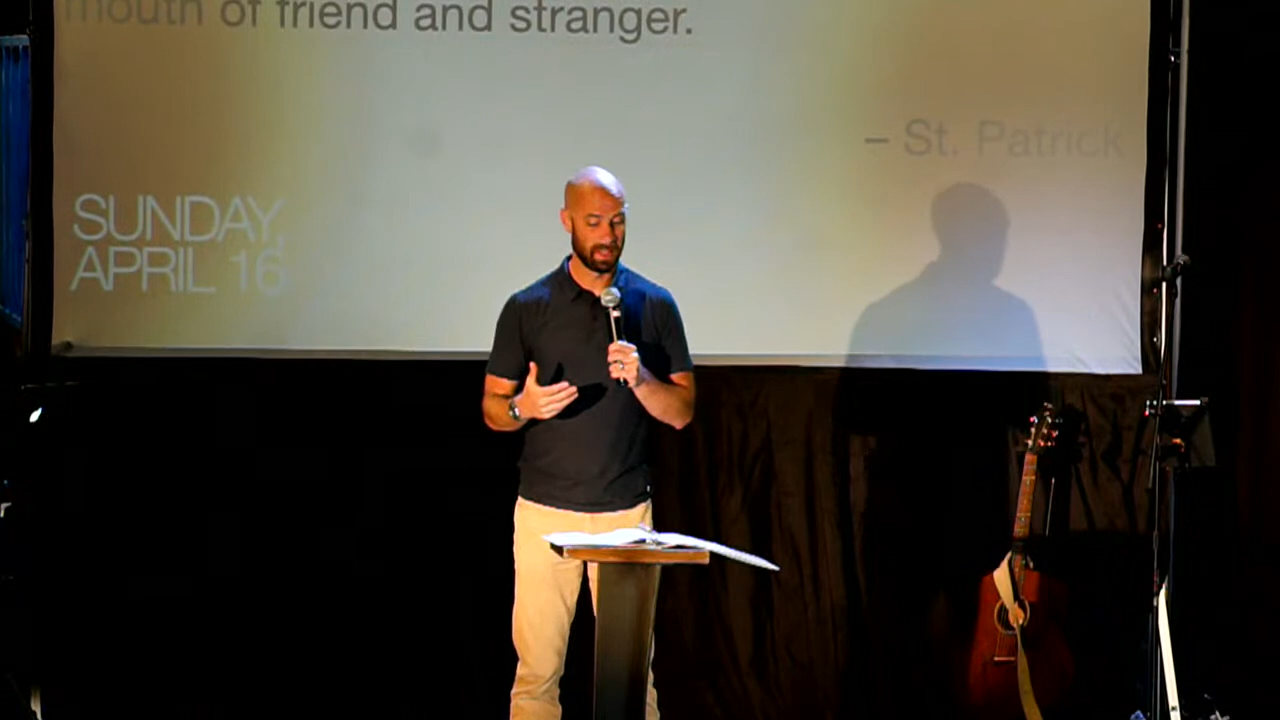 mouth of friend and stranger.
– St. Patrick
SUNDAY,
APRIL 16